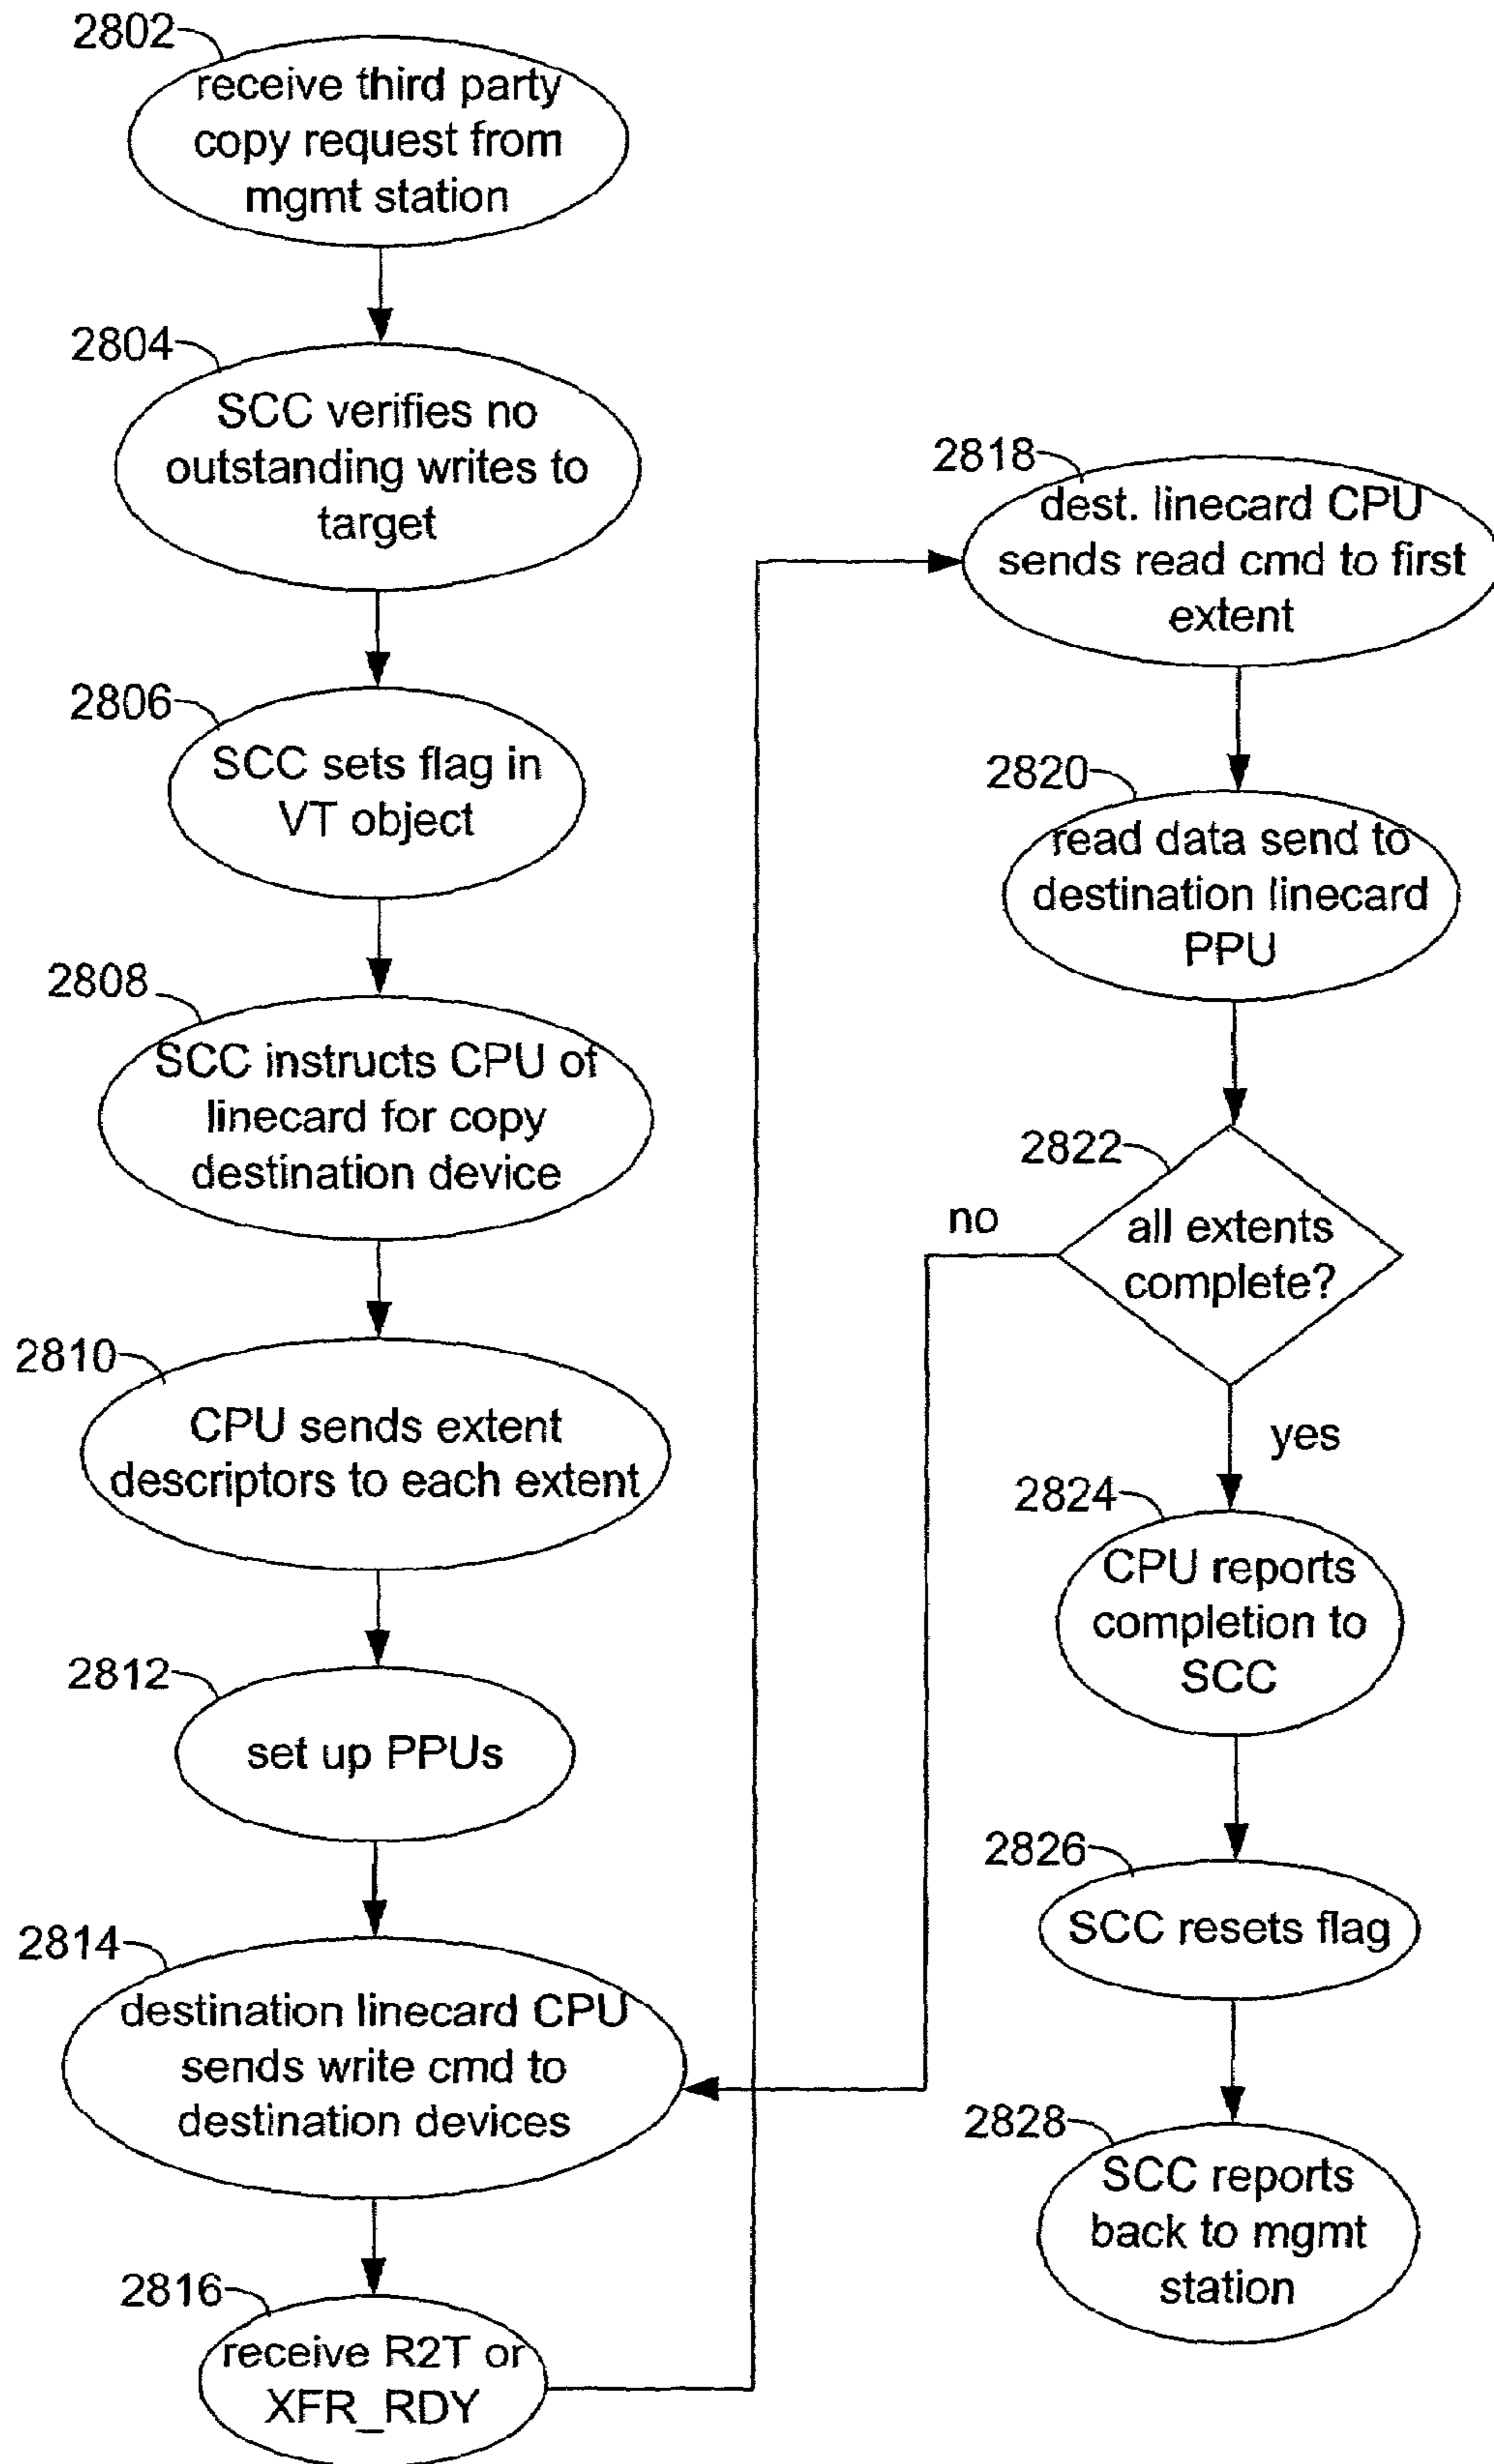 2802
receive third party
copy request from
mgmt station
2804
SCC verifies no
outstanding writes to
target
2806
SCC sets flag in
VT object
2808
SCC instructs CPU of
linecard for copy
destination device
2810
CPU sends extent
descriptors to each extent
2812
set up PPUs
2814
destination linecard CPU
sends write cmd to
destination devices
2816
receive R2T or
XFR_RDY
2818
dest. linecard CPU
sends read cmd to first
extent
2820
read data send to
destination linecard
PPU
2822
all extents
complete?
no
yes
2824
CPU reports
completion to
SCC
2826
SCC resets flag
2828
SCC reports
back to mgmt
station